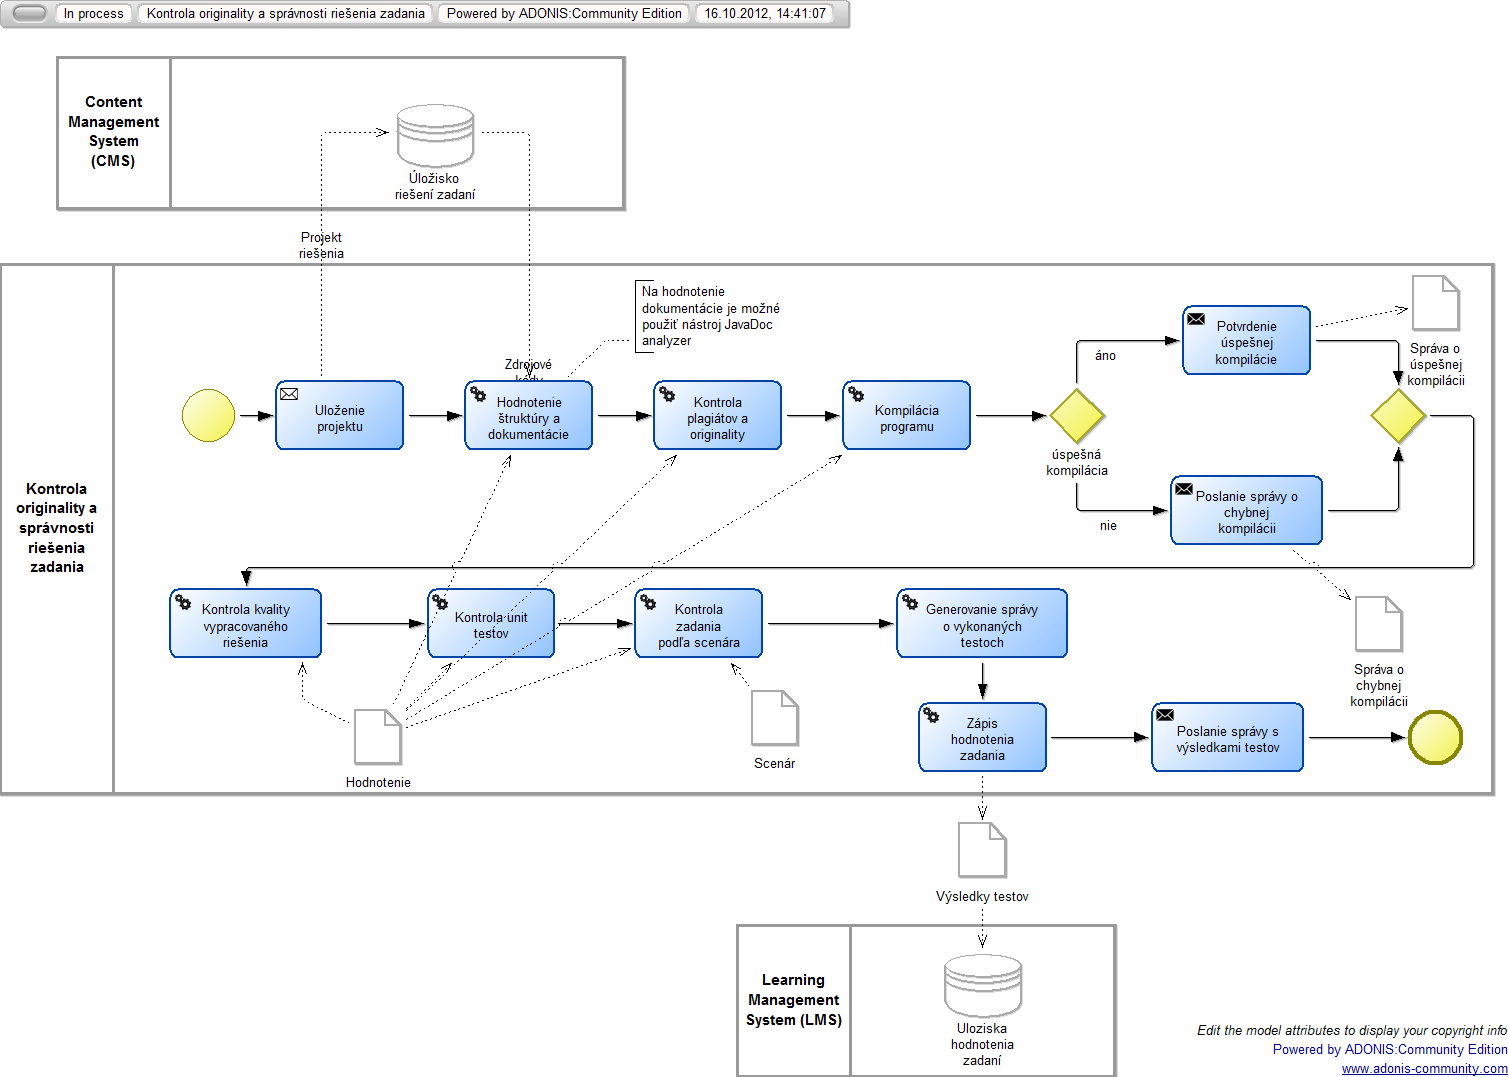 In process
Kontrola originality a správnosti riešenia zadania
Powered by ADONIS:Community Edition
16.10.2012, 14:41:07
Content
Management
System
(CMS)
Úložisko
riešení zadaní
Projekt
riešenia
Kontrola
originality a
správnosti
riešenia
zadania
Na hodnotenie
dokumentácie je možné
použiť nástroj JavaDoc
analyzer
Zdrojové
kódy
Uloženie
projektu
Hodnotenie
štruktúry a
dokumentácie
Kontrola
plagiátov a
originality
Kompilácia
programu
úspešná
kompilácia
áno
nie
Potvrdenie
úspešnej
kompilácie
Správa o
úspešnej
kompilácii
Poslanie správy o
chybnej
kompilácii
Správa o
chybnej
kompilácii
Kontrola kvality
vypracovaného
riešenia
Kontrola unit
testov
Kontrola
zadania
podľa scenára
Generovanie správy
o vykonaných
testoch
Hodnotenie
Scenár
Zápis
hodnotenia
zadania
Poslanie správy s
výsledkami testov
Výsledky testov
Learning
Management
System (LMS)
Uloziska
hodnotenia
zadaní
Edit the model attributes to display your copyright info
Powered by ADONIS:Community Edition
www.adonis-community.com